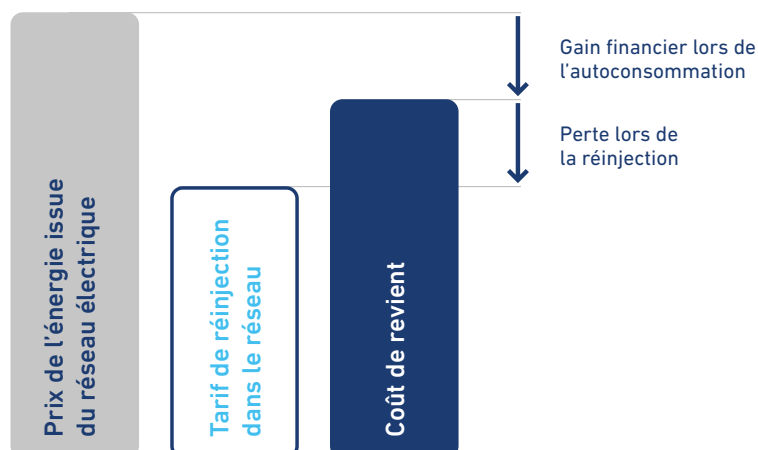 Gain financier lors de
l'autoconsommation
Perte lors de
la réinjection
Prix de l'énergie issue
du réseau électrique
Tarif de réinjection
dans le réseau
Coût de revient